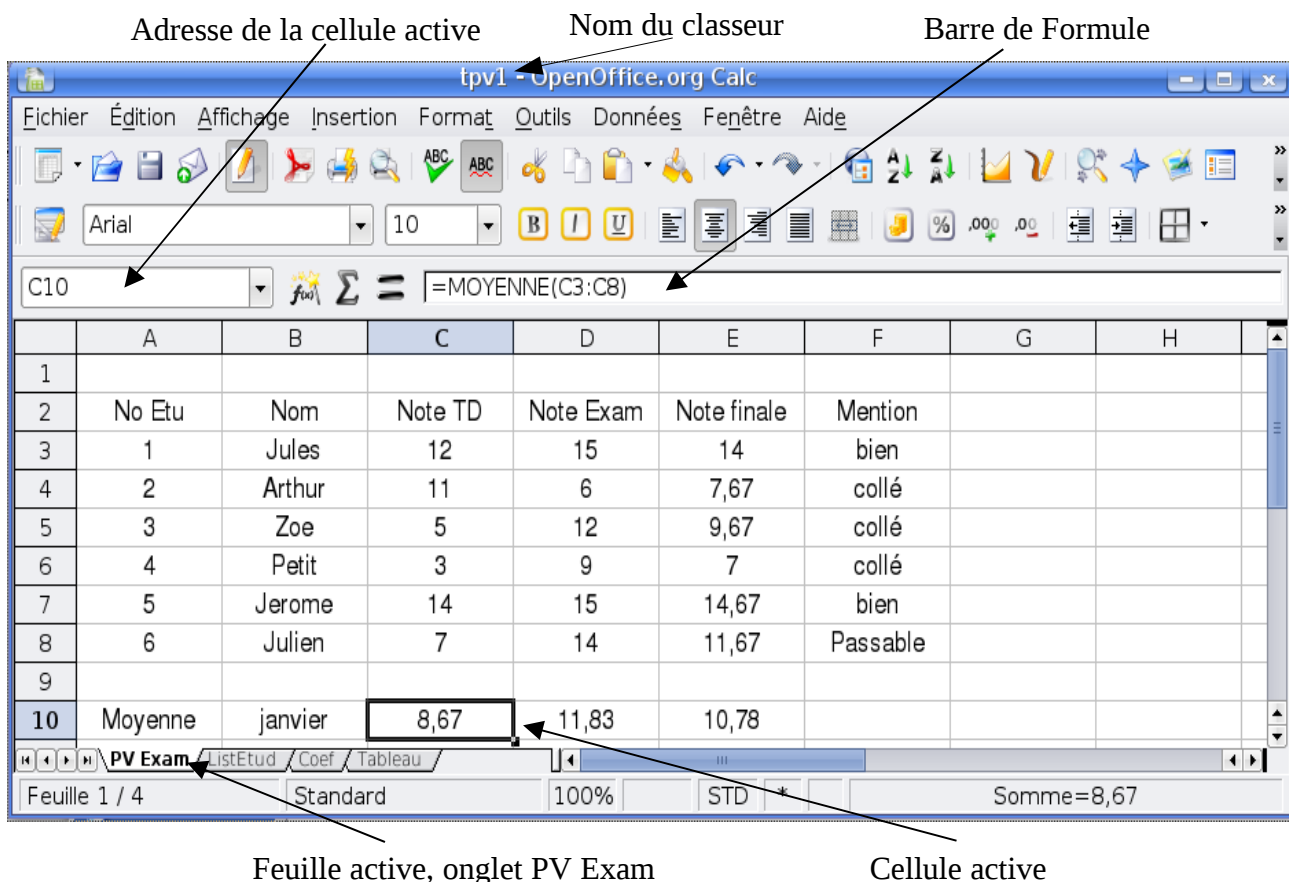 Adresse de la cellule active Nom du classeur Barre de Formule
tpv1 - OpenOffice.org Calc
Fichier Édition Affichage Insertion Format Outils Données Fenêtre Aide
ABC ABC A Z Z A »
Arial 10 B I U % ,000 ,00 »
C10 f(x) Σ = =MOYENNE(C3:C8)
A B C D E F G H
1
2 No Etu Nom Note TD Note Exam Note finale Mention
3 1 Jules 12 15 14 bien
4 2 Arthur 11 6 7,67 collé
5 3 Zoe 5 12 9,67 collé
6 4 Petit 3 9 7 collé
7 5 Jerome 14 15 14,67 bien
8 6 Julien 7 14 11,67 Passable
9
10 Moyenne janvier 8,67 11,83 10,78
PV Exam ListEtud Coef Tableau
Feuille 1 / 4 Standard 100% STD * Somme=8,67
Feuille active, onglet PV Exam Cellule active